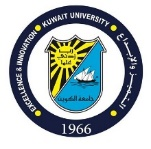 EXCELLENCE & INNOVATION • KUWAIT UNIVERSITY
التميز والإبداع
جامعة الكويت
1966